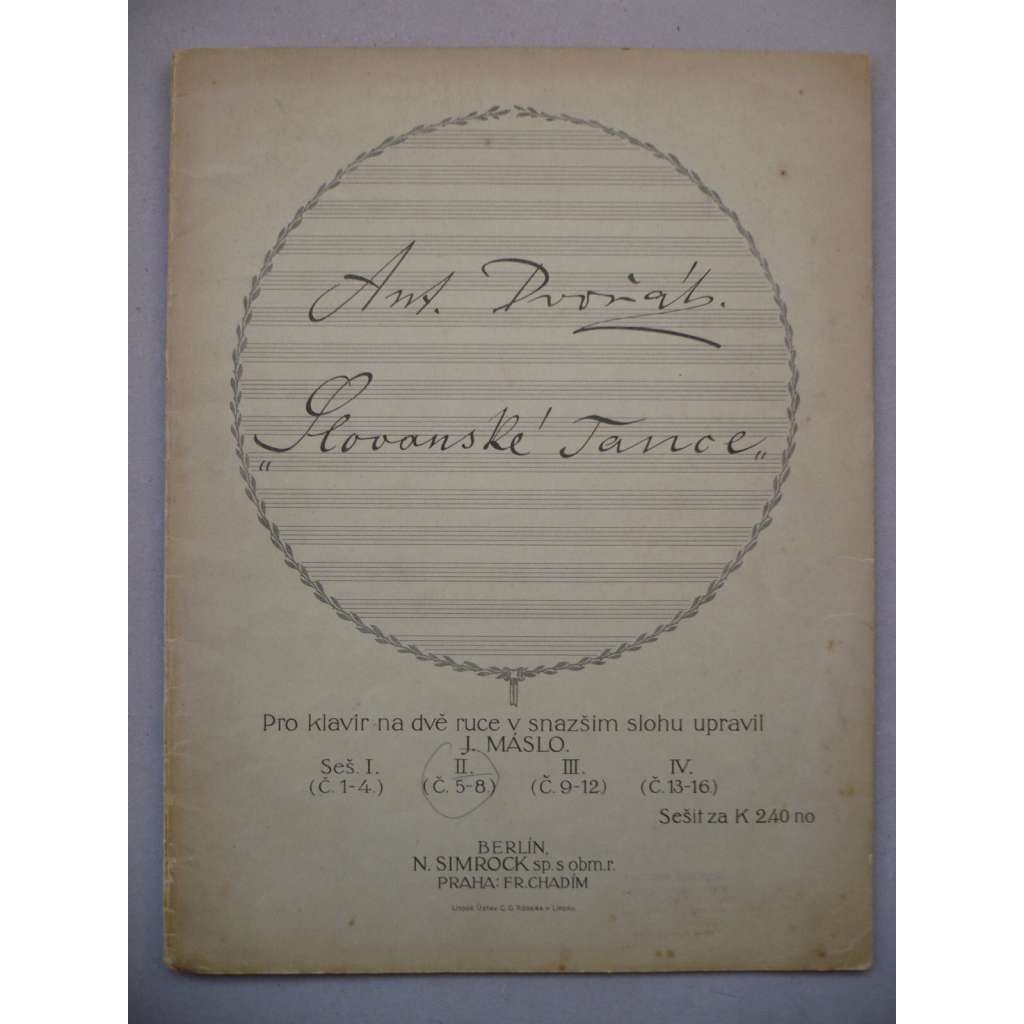 Ant. Dvořák.
„Slovanské Tance„
Pro klavír na dvě ruce v snazším slohu upravil
J. MÁSLO.
Seš. I. II. III. IV.
(Č. 1-4.) (Č. 5-8.) (Č. 9-12.) (Č. 13-16.)
Sešit za K 2.40 no
BERLÍN,
N. SIMROCK sp. s obm. r.
PRAHA: FR. CHADÍM
C. G.